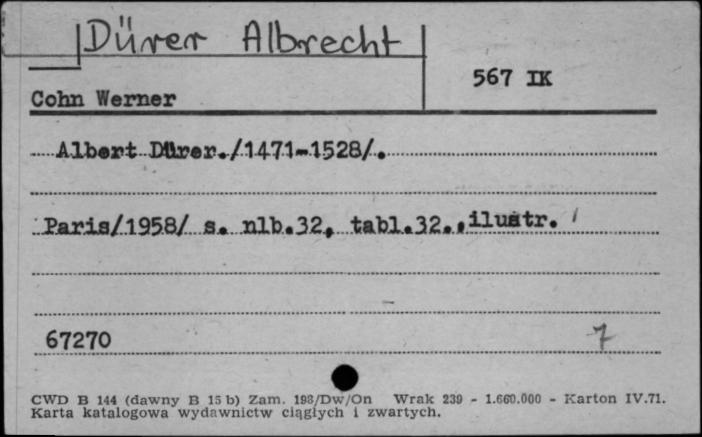 Dürer Albrecht
567 IK
Cohn Werner
Albert Dürer./1471-1528/.
Paris/1958/ s. nlb.32, tabl.32.,ilustr.
67270
7
CWD B 144 (dawny B 15 b) Zam. 198/Dw/On Wrak 239 - 1.660.000 - Karton IV.71.
Karta katalogowa wydawnictw ciągłych i zwartych.